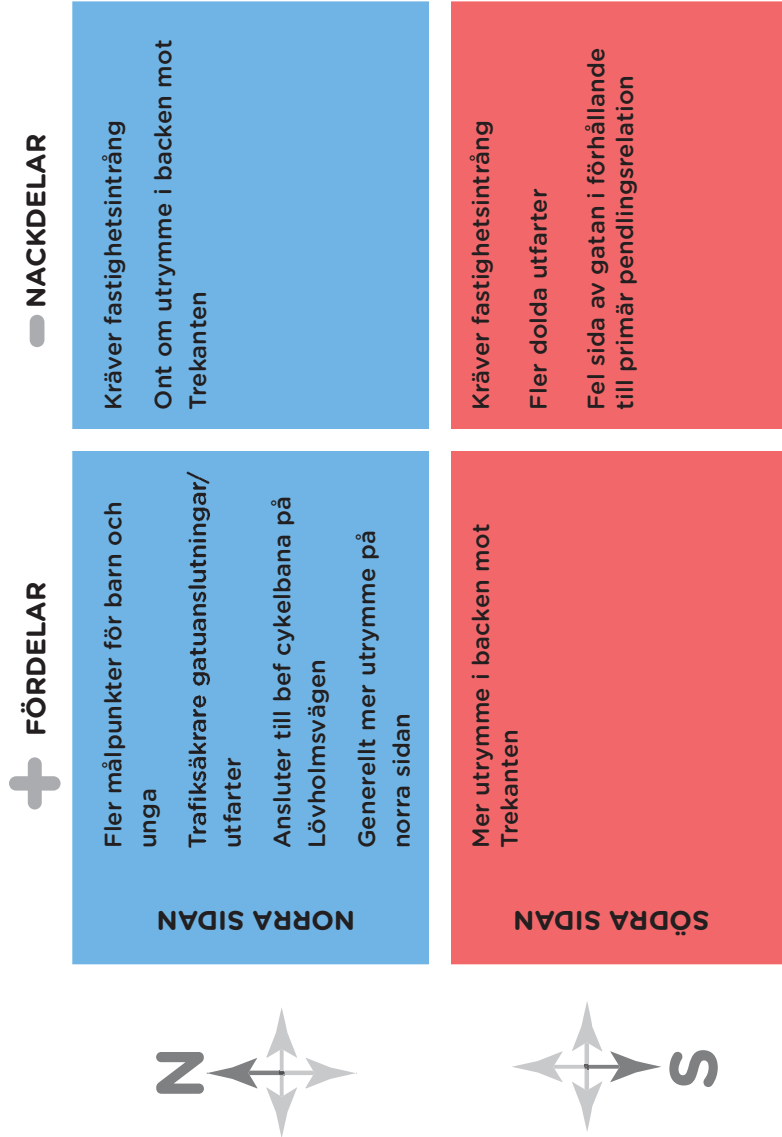 FÖRDELAR
NACKDELAR
N
NORRA SIDAN
Fler målpunkter för barn och
unga
Trafiksäkrare gatuanslutningar/
utfarter
Ansluter till bef cykelbana på
Lövholmsvägen
Generellt mer utrymme på
norra sidan
Kräver fastighetsintrång
Ont om utrymme i backen mot
Trekanten
S
SÖDRA SIDAN
Mer utrymme i backen mot
Trekanten
Kräver fastighetsintrång
Fler dolda utfarter
Fel sida av gatan i förhållande
till primär pendlingsrelation